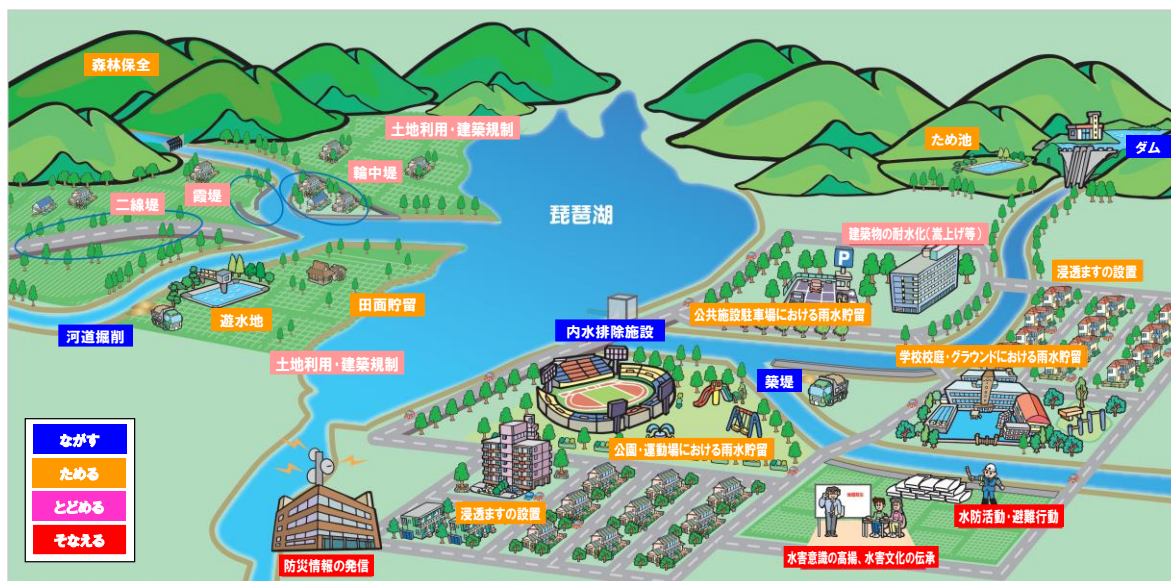 森林保全
土地利用・建築規制
輪中堤
霞堤
二線堤
琵琶湖
ため池
ダム
建築物の耐水化(嵩上げ等)
P
浸透ますの設置
公共施設駐車場における雨水貯留
田面貯留
遊水地
河道掘削
内水排除施設
土地利用・建築規制
築堤
学校校庭・グラウンドにおける雨水貯留
公園・運動場における雨水貯留
浸透ますの設置
防災情報の発信
水防活動・避難行動
水害意識の高揚、水害文化の伝承
ながす
ためる
とどめる
そなえる